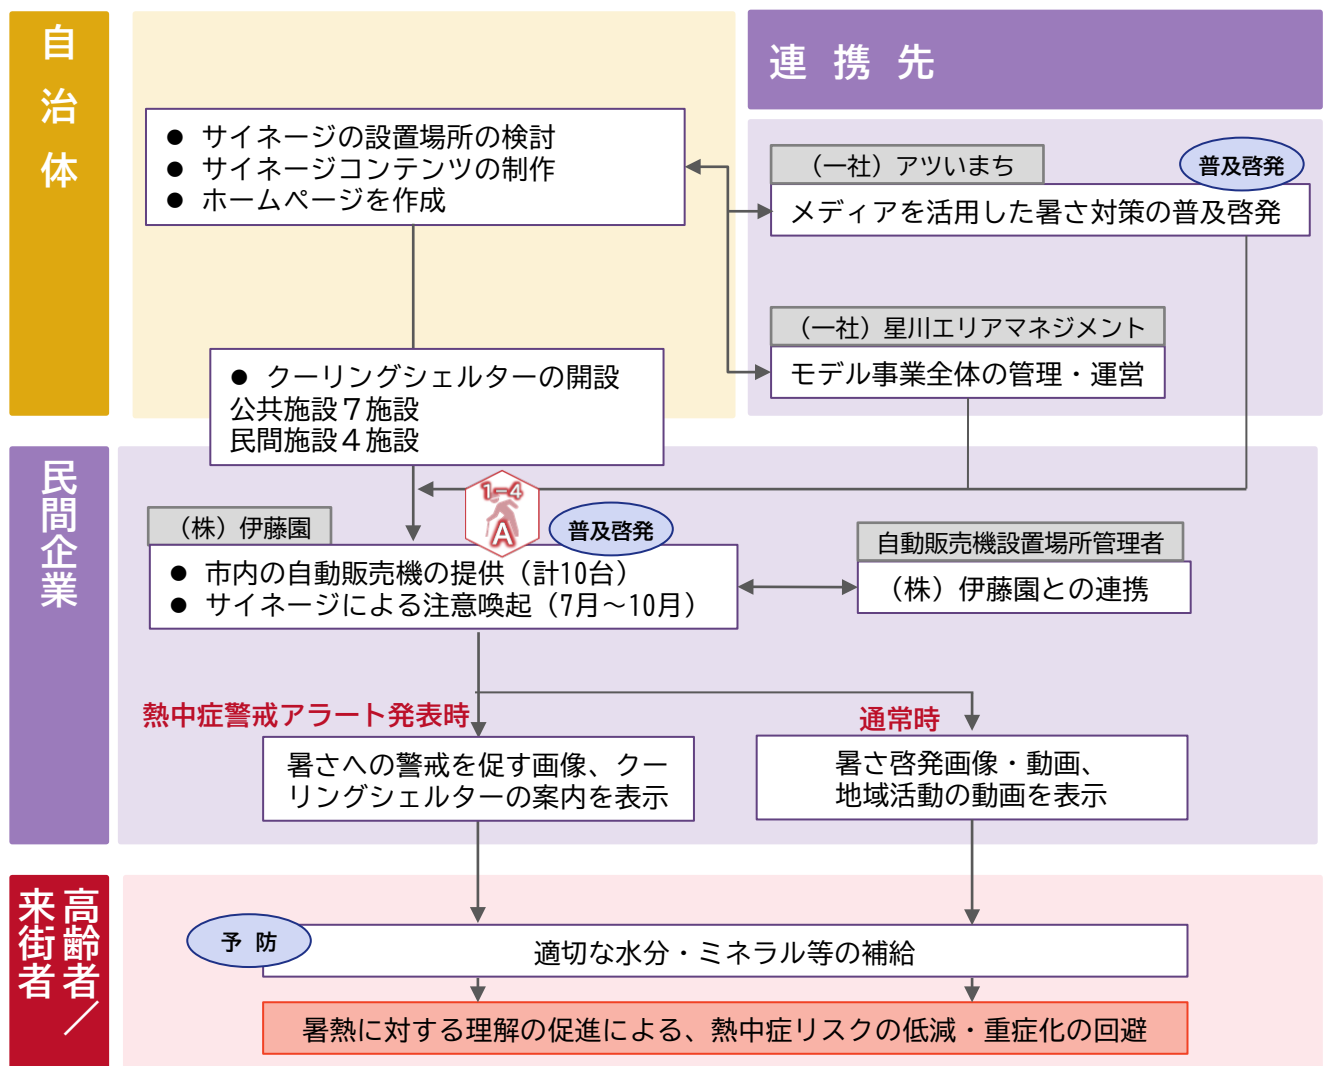 自治体
連携先
● サイネージの設置場所の検討
● サイネージコンテンツの制作
● ホームページを作成
（一社）アツいまち
普及啓発
メディアを活用した暑さ対策の普及啓発
（一社）星川エリアマネジメント
モデル事業全体の管理・運営
● クーリングシェルターの開設
公共施設７施設
民間施設４施設
民間企業
1-4
A
（株）伊藤園
普及啓発
● 市内の自動販売機の提供（計10台）
● サイネージによる注意喚起（7月～10月）
自動販売機設置場所管理者
（株）伊藤園との連携
熱中症警戒アラート発表時
通常時
暑さへの警戒を促す画像、クー
リングシェルターの案内を表示
暑さ啓発画像・動画、
地域活動の動画を表示
高齢者／
来街者
予防
適切な水分・ミネラル等の補給
暑熱に対する理解の促進による、熱中症リスクの低減・重症化の回避